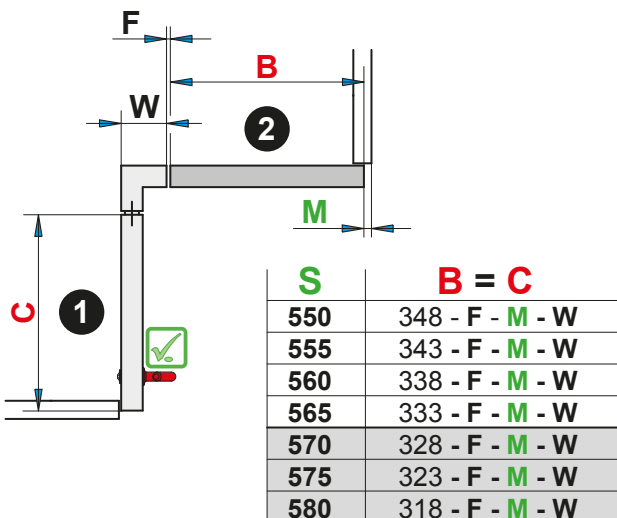 F
B
W
2
M
C
1
S B = C
550 348 - F - M - W
555 343 - F - M - W
560 338 - F - M - W
565 333 - F - M - W
570 328 - F - M - W
575 323 - F - M - W
580 318 - F - M - W